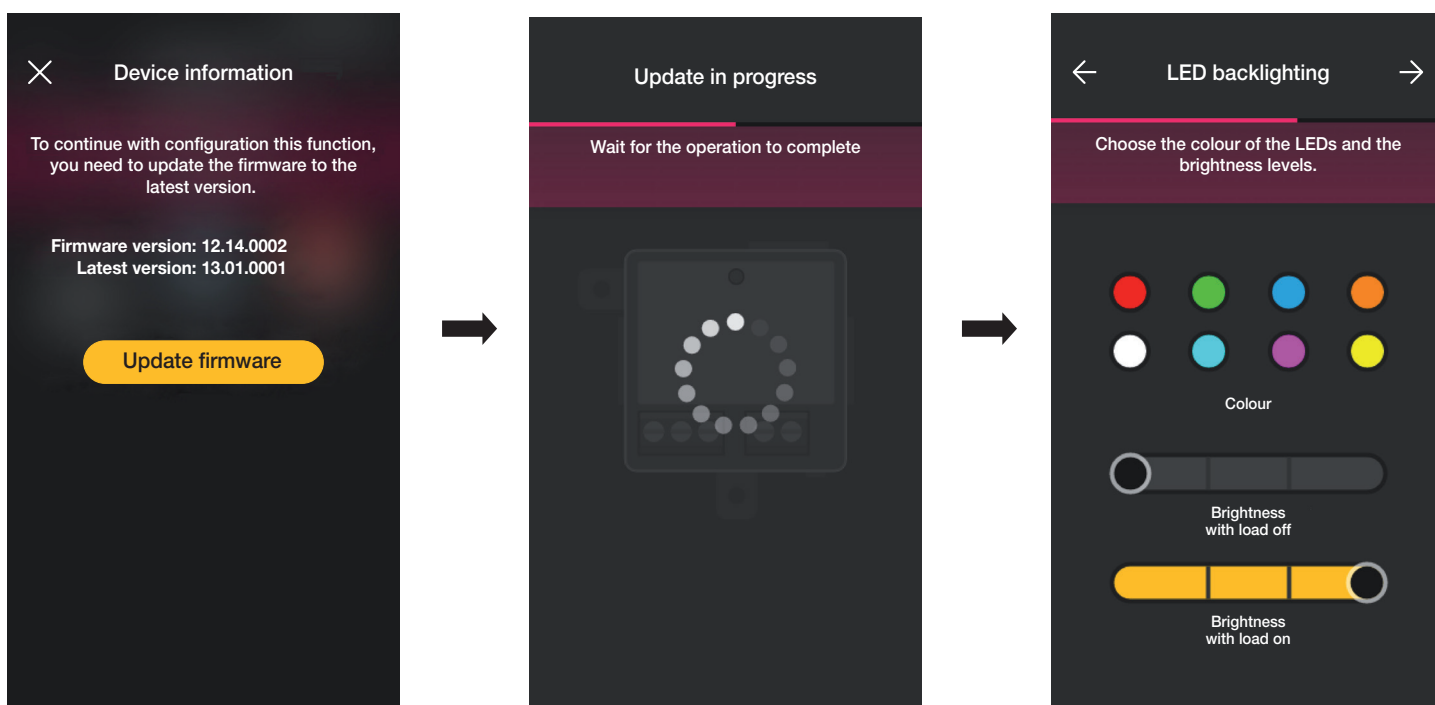 Device information
To continue with configuration this function,
you need to update the firmware to the
latest version.
Firmware version: 12.14.0002
Latest version: 13.01.0001
Update firmware
Update in progress
Wait for the operation to complete
LED backlighting
Choose the colour of the LEDs and the
brightness levels.
Colour
Brightness
with load off
Brightness
with load on